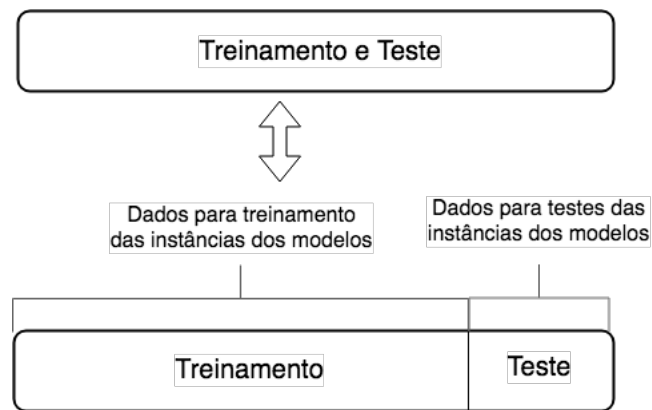 Treinamento e Teste
Dados para treinamento
das instâncias dos modelos
Dados para testes das
instâncias dos modelos
Treinamento
Teste